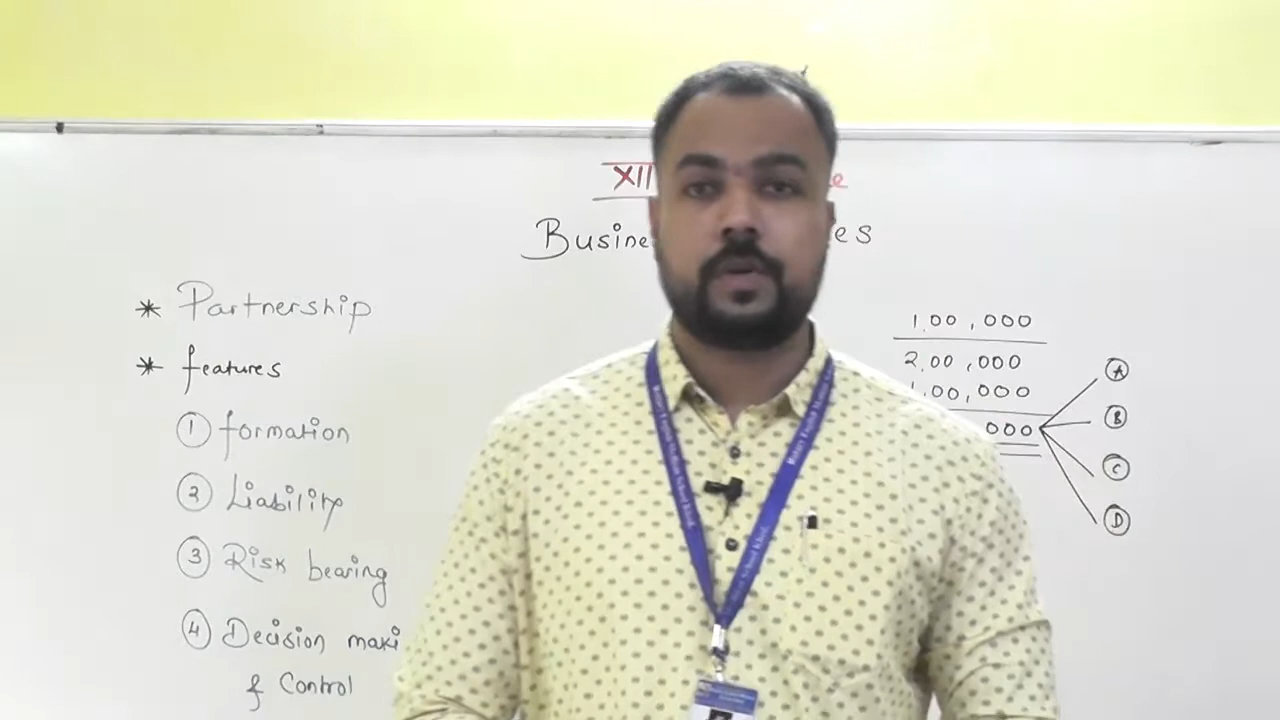 XII
Busine es
* Partnership
* features
① formation
② Liability
③ Risk bearing
④ Decision maki
& Control
1,00,000
2,00,000
1,00,000
000
A
B
C
D